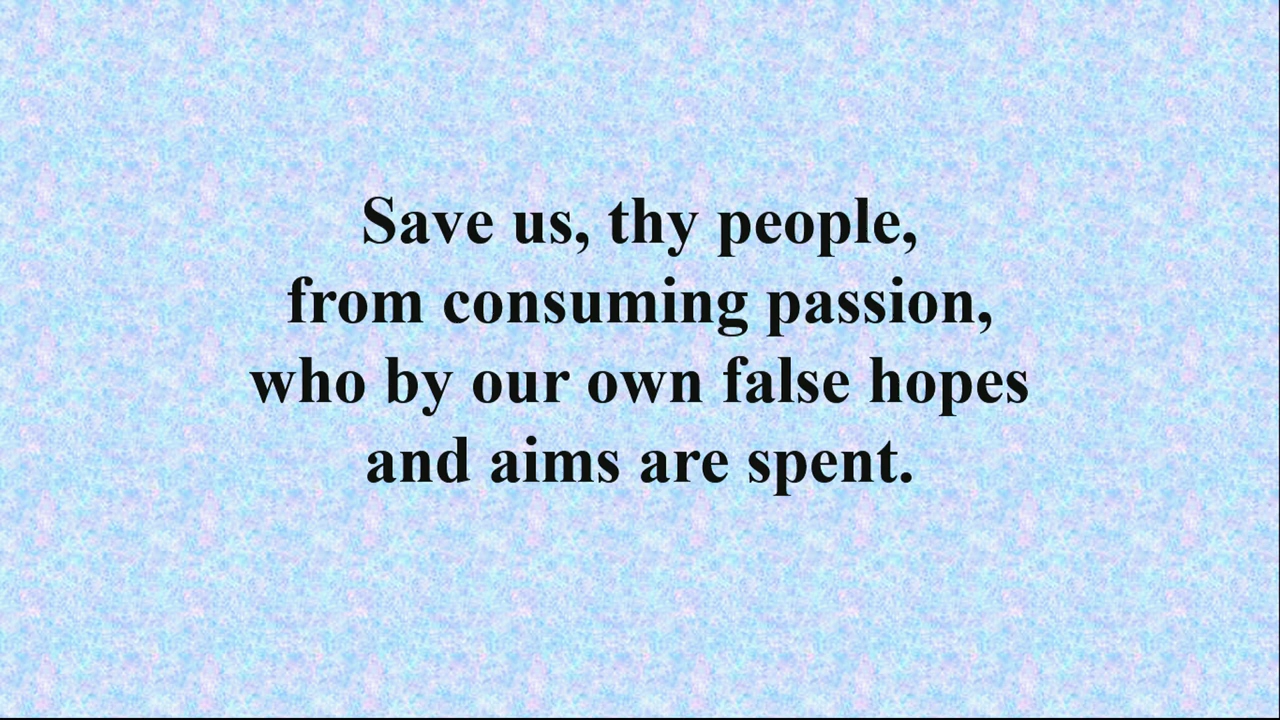 Save us, thy people,
from consuming passion,
who by our own false hopes
and aims are spent.